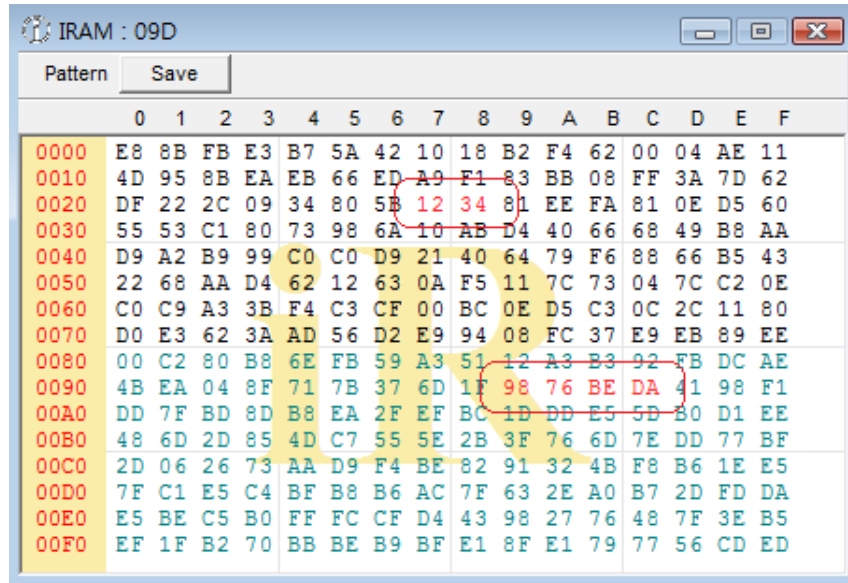 IRAM : 09D
Pattern Save
0 1 2 3 4 5 6 7 8 9 A B C D E F
0000 E8 8B FB E3 B7 5A 42 10 18 B2 F4 62 00 04 AE 11
0010 4D 95 8B EA EB 66 ED A9 F1 83 BB 08 FF 3A 7D 62
0020 DF 22 2C 09 34 80 5B 12 34 81 EE FA 81 0E D5 60
0030 55 53 C1 80 73 98 6A 10 AB D4 40 66 68 49 B8 AA
0040 D9 A2 B9 99 C0 C0 D9 21 40 64 79 F6 88 66 B5 43
0050 22 68 AA D4 62 12 63 0A F5 11 7C 73 04 7C C2 0E
0060 C0 C9 A3 3B F4 C3 CF 00 BC 0E D5 C3 0C 2C 11 80
0070 D0 E3 62 3A AD 56 D2 E9 94 08 FC 37 E9 EB 89 EE
0080 00 C2 80 B8 6E FB 59 A3 51 12 A3 B3 92 FB DC AE
0090 4B EA 04 8F 71 7B 37 6D 1F 98 76 BE DA 41 98 F1
00A0 DD 7F BD 8D B8 EA 2F EF BC 1D DD E5 5D B0 D1 EE
00B0 48 6D 2D 85 4D C7 55 5E 2B 3F 76 6D 7E DD 77 BF
00C0 2D 06 26 73 AA D9 F4 BE 82 91 32 4B F8 B6 1E E5
00D0 7F C1 E5 C4 BF B8 B6 AC 7F 63 2E A0 B7 2D FD DA
00E0 E5 BE C5 B0 FF FC CF D4 43 98 27 76 48 7F 3E B5
00F0 EF 1F B2 70 BB BE B9 BF E1 8F E1 79 77 56 CD ED
iR